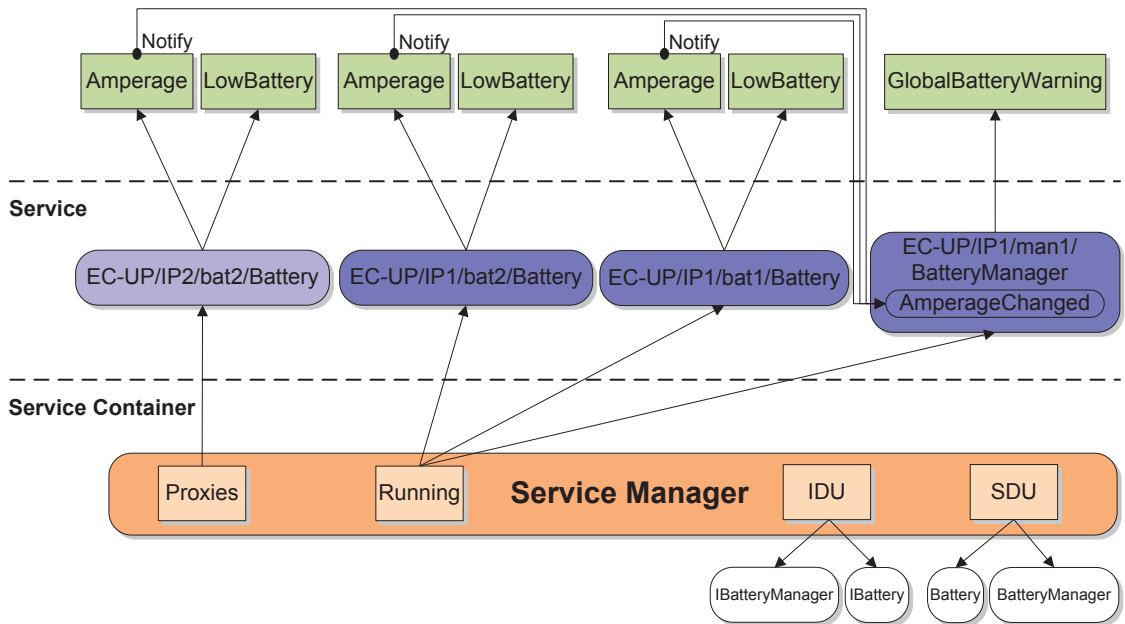 Notify
Notify
Notify
Amperage
LowBattery
Amperage
LowBattery
Amperage
LowBattery
GlobalBatteryWarning
Service
EC-UP/IP2/bat2/Battery
EC-UP/IP1/bat2/Battery
EC-UP/IP1/bat1/Battery
EC-UP/IP1/man1/
BatteryManager
AmperageChanged
Service Container
Proxies
Running
Service Manager
IDU
SDU
IBatteryManager
IBattery
Battery
BatteryManager